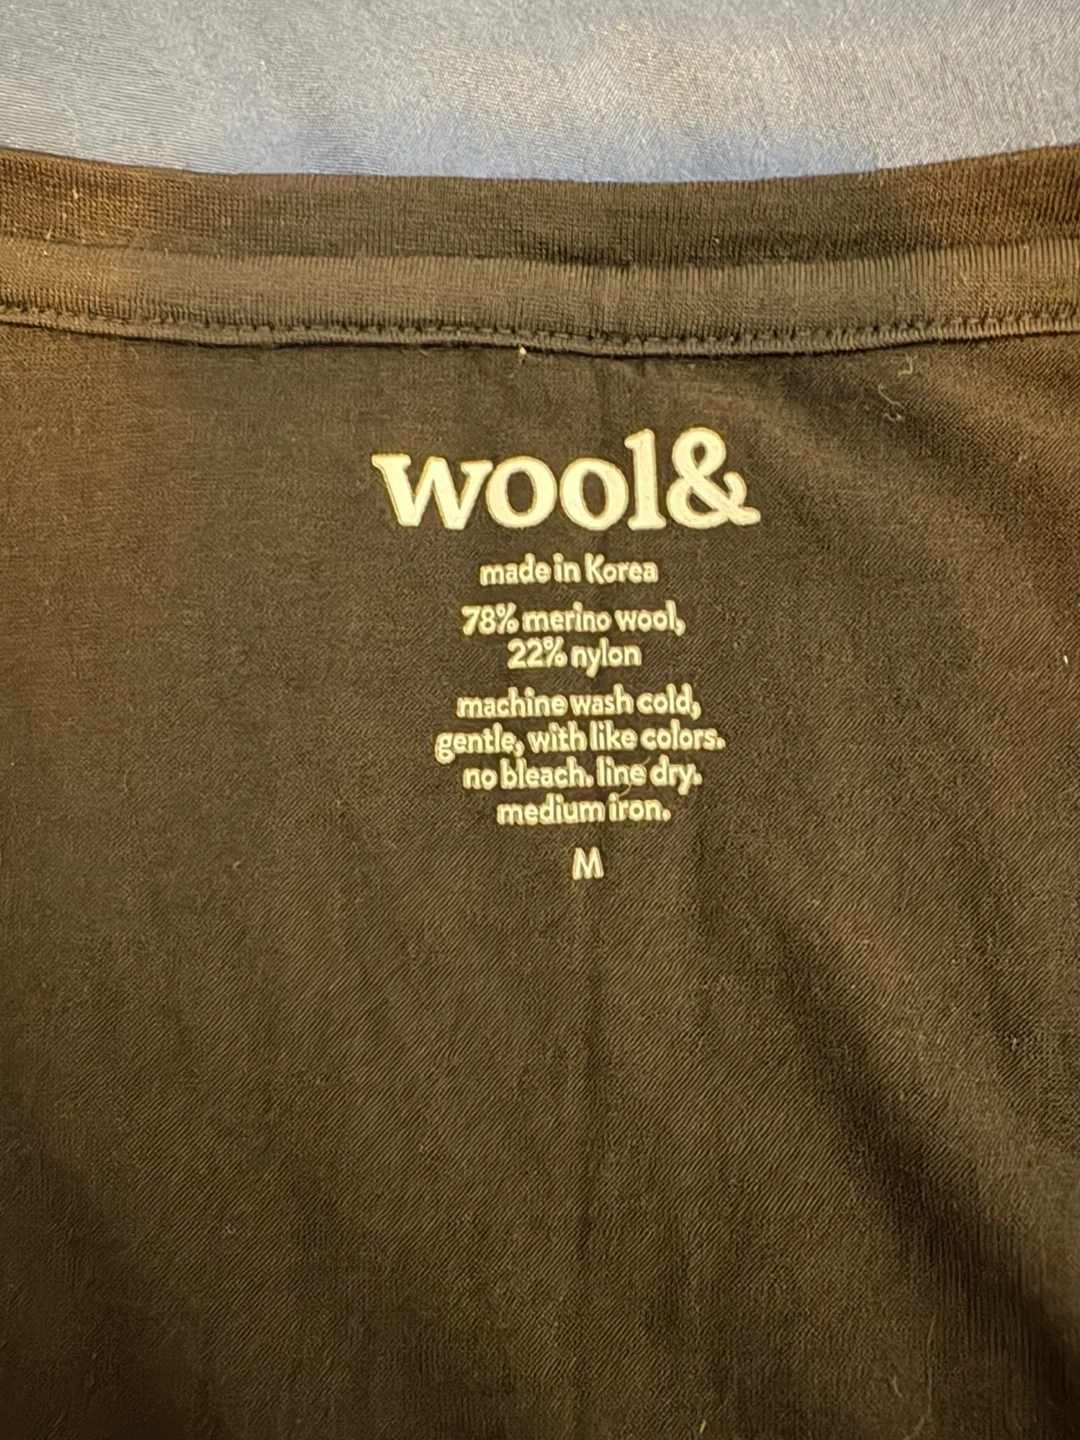 wool&
made in Korea
78% merino wool,
22% nylon
machine wash cold,
gentle, with like colors.
no bleach. line dry.
medium iron.
M